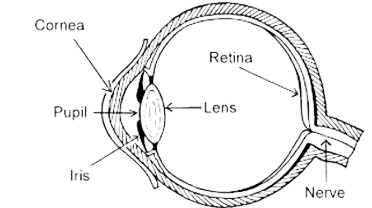 Cornea
Retina
Pupil
Lens
Iris
Nerve